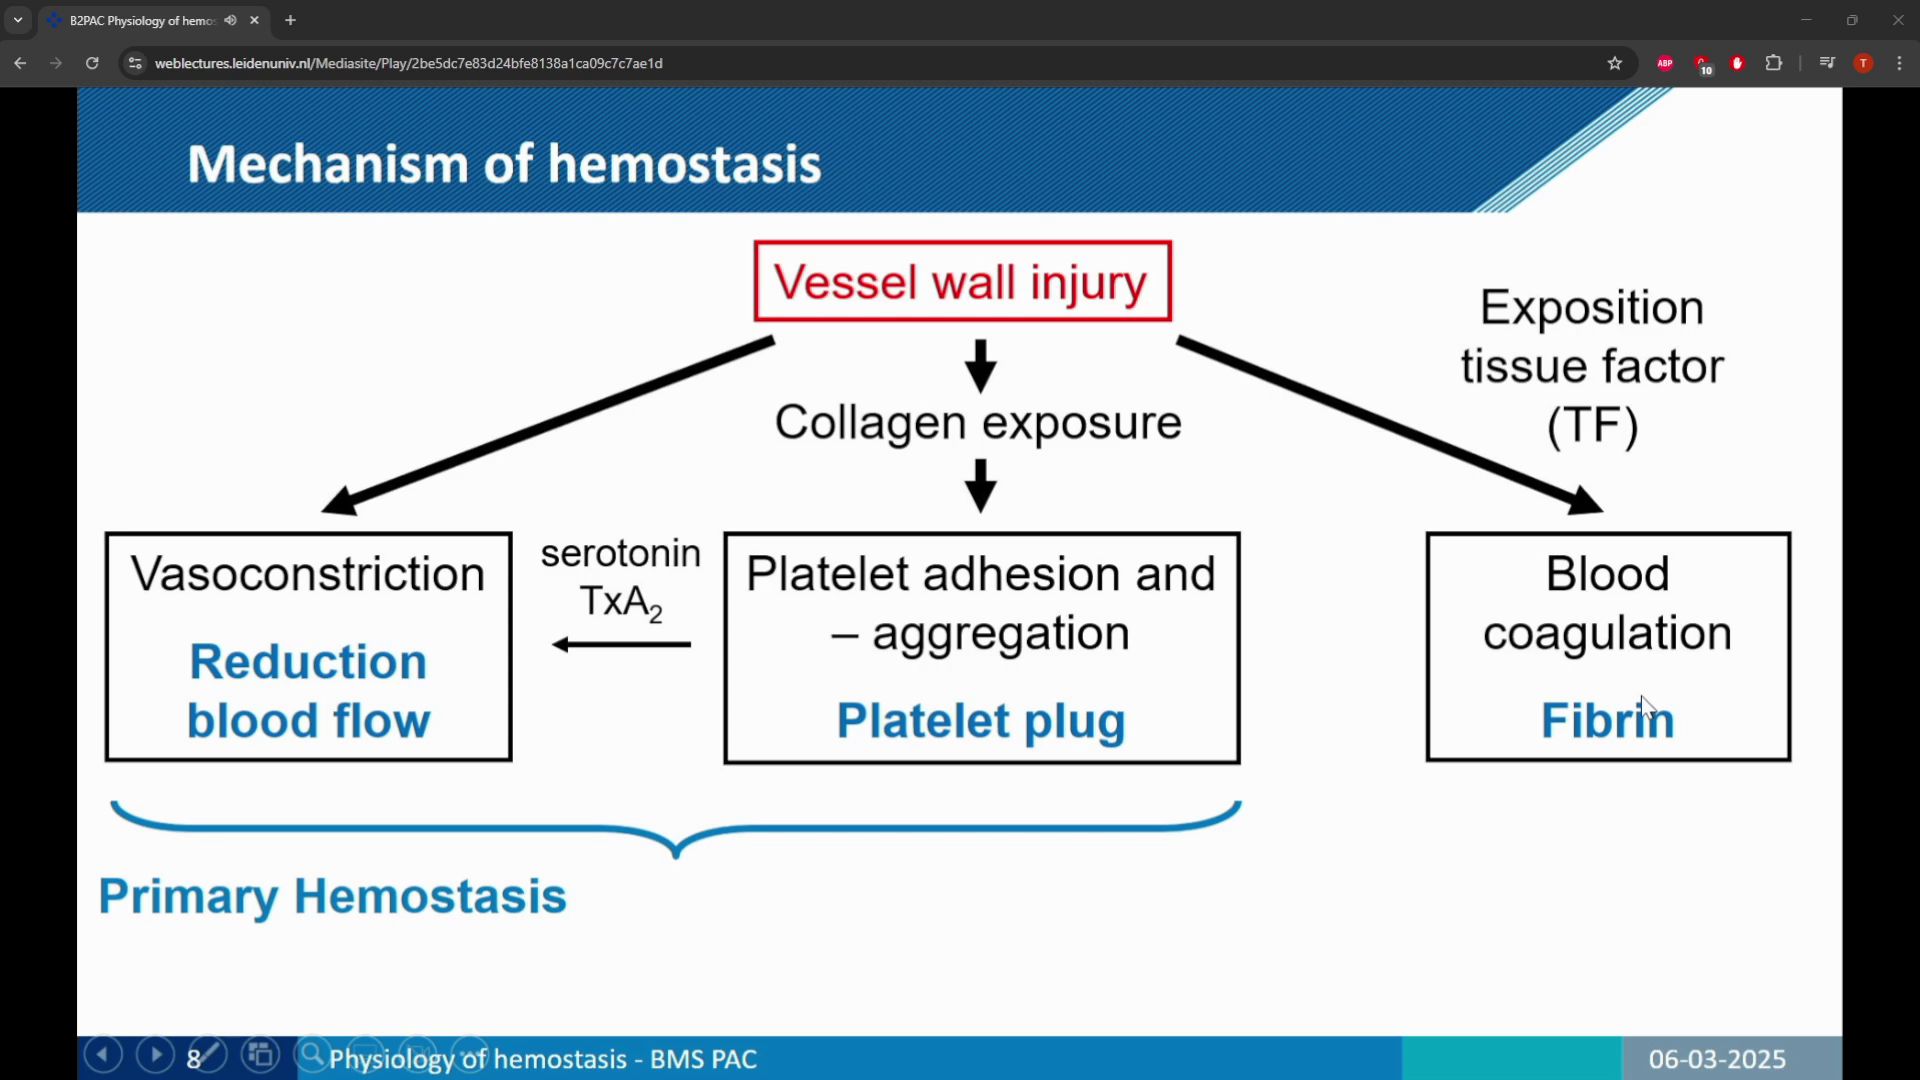 B2PAC Physiology of hemos
weblectures.leidenuniv.nl/Mediasite/Play/2be5dc7e83d24bfe8138a1ca09c7c7ae1d
ABP
10
T
Mechanism of hemostasis
Vessel wall injury
Exposition
tissue factor
(TF)
Collagen exposure
Vasoconstriction
Reduction
blood flow
serotonin
TxA₂
Platelet adhesion and
– aggregation
Platelet plug
Blood
coagulation
Fibrin
Primary Hemostasis
8
Physiology of hemostasis - BMS PAC
06-03-2025